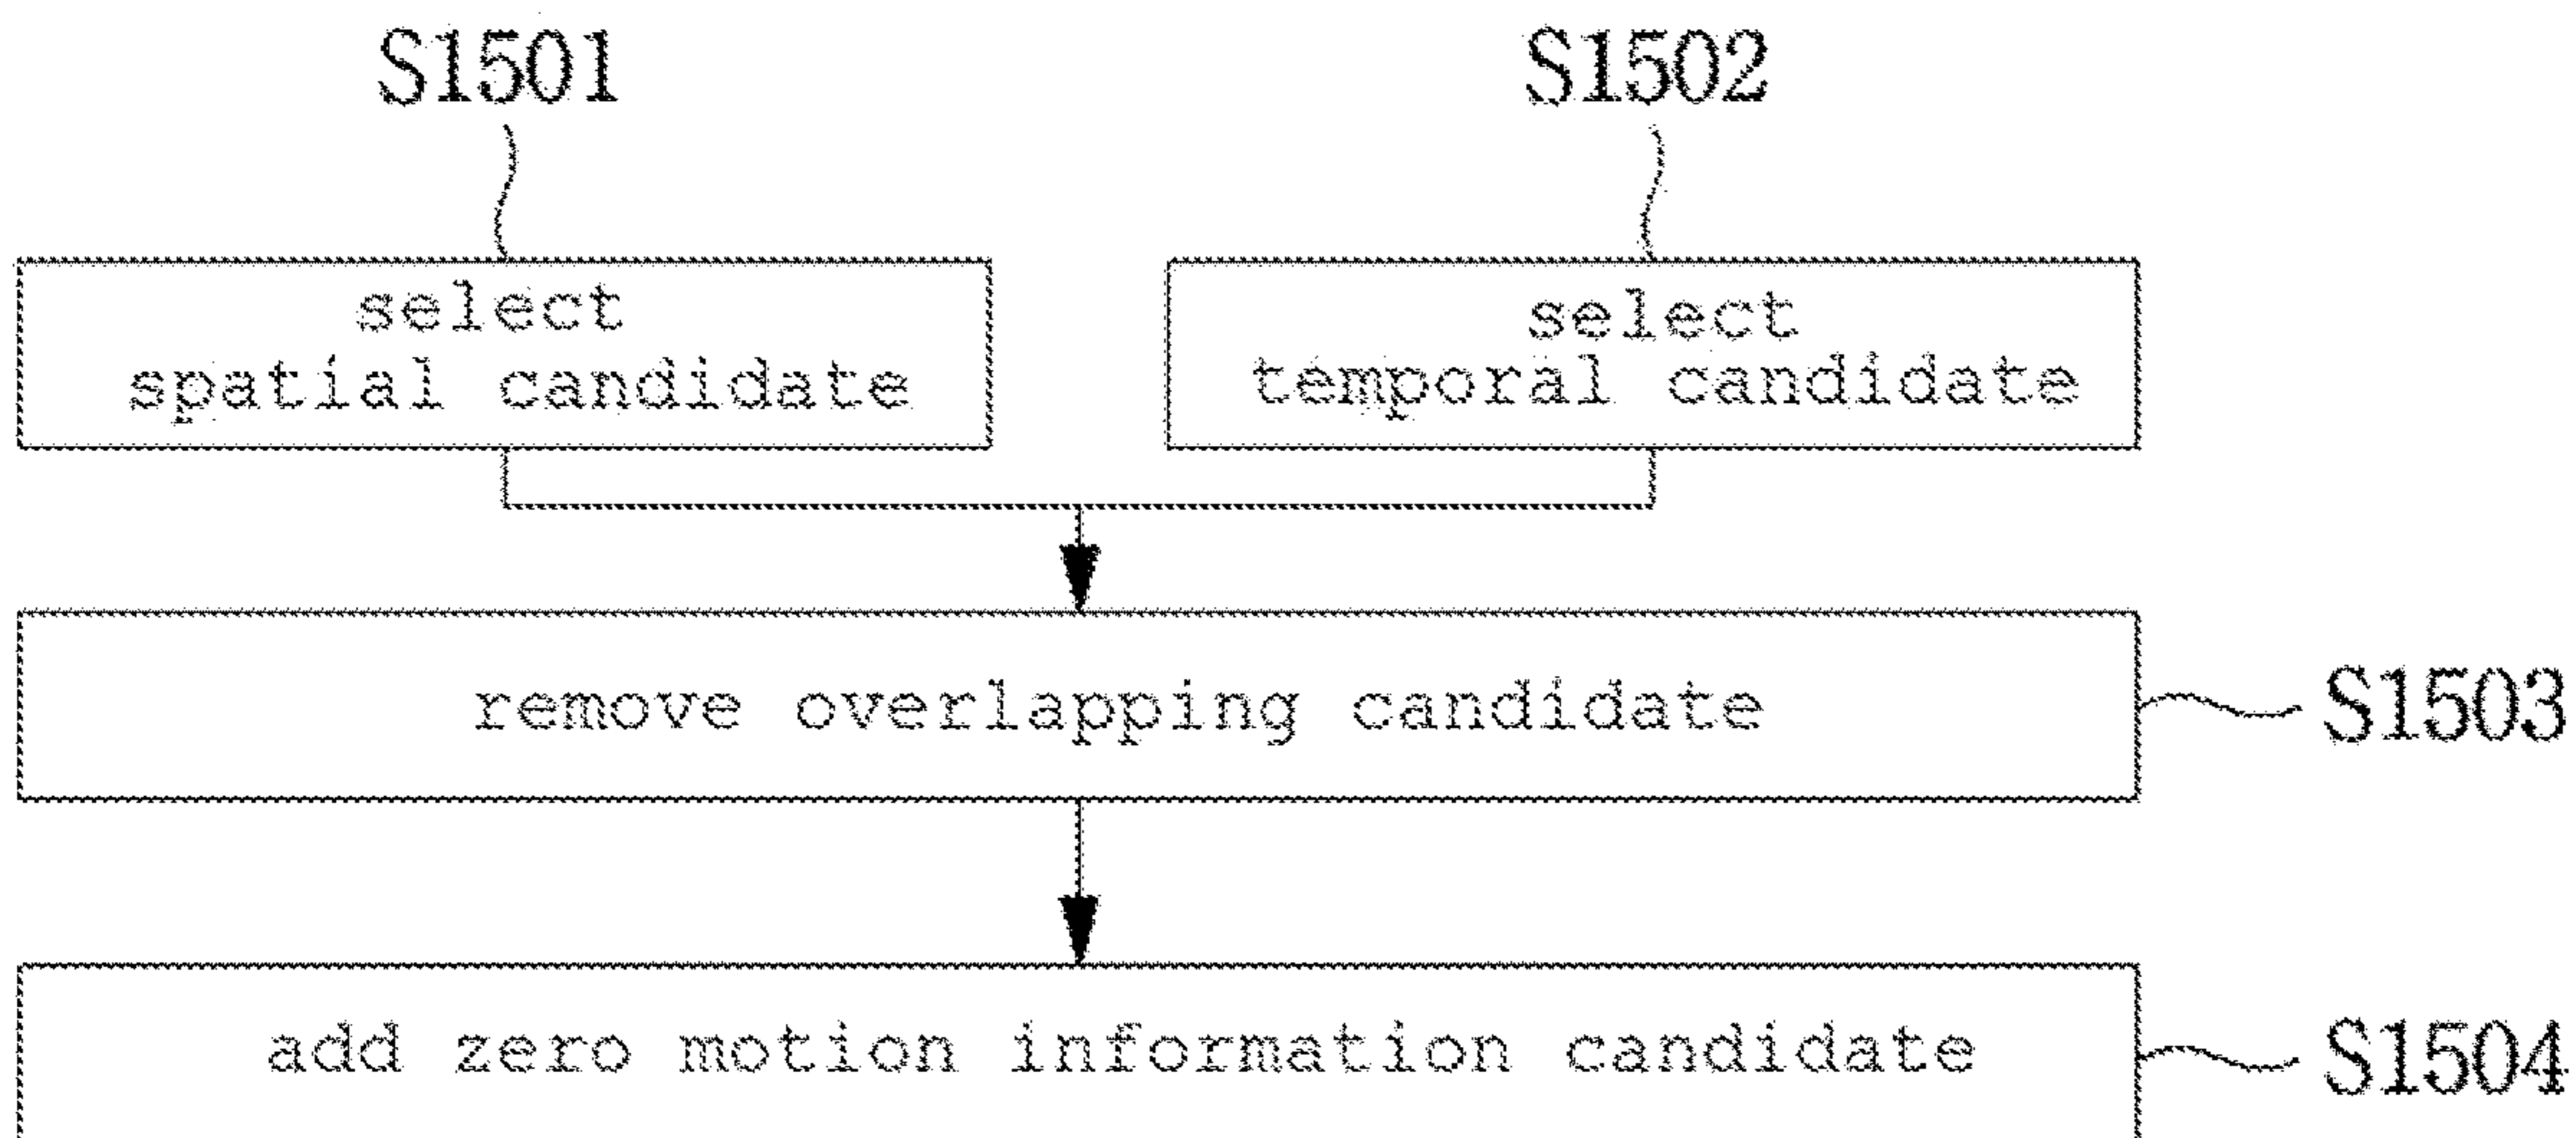 S1501
S1502
select
spatial candidate
select
temporal candidate
remove overlapping candidate
S1503
add zero motion information candidate
S1504